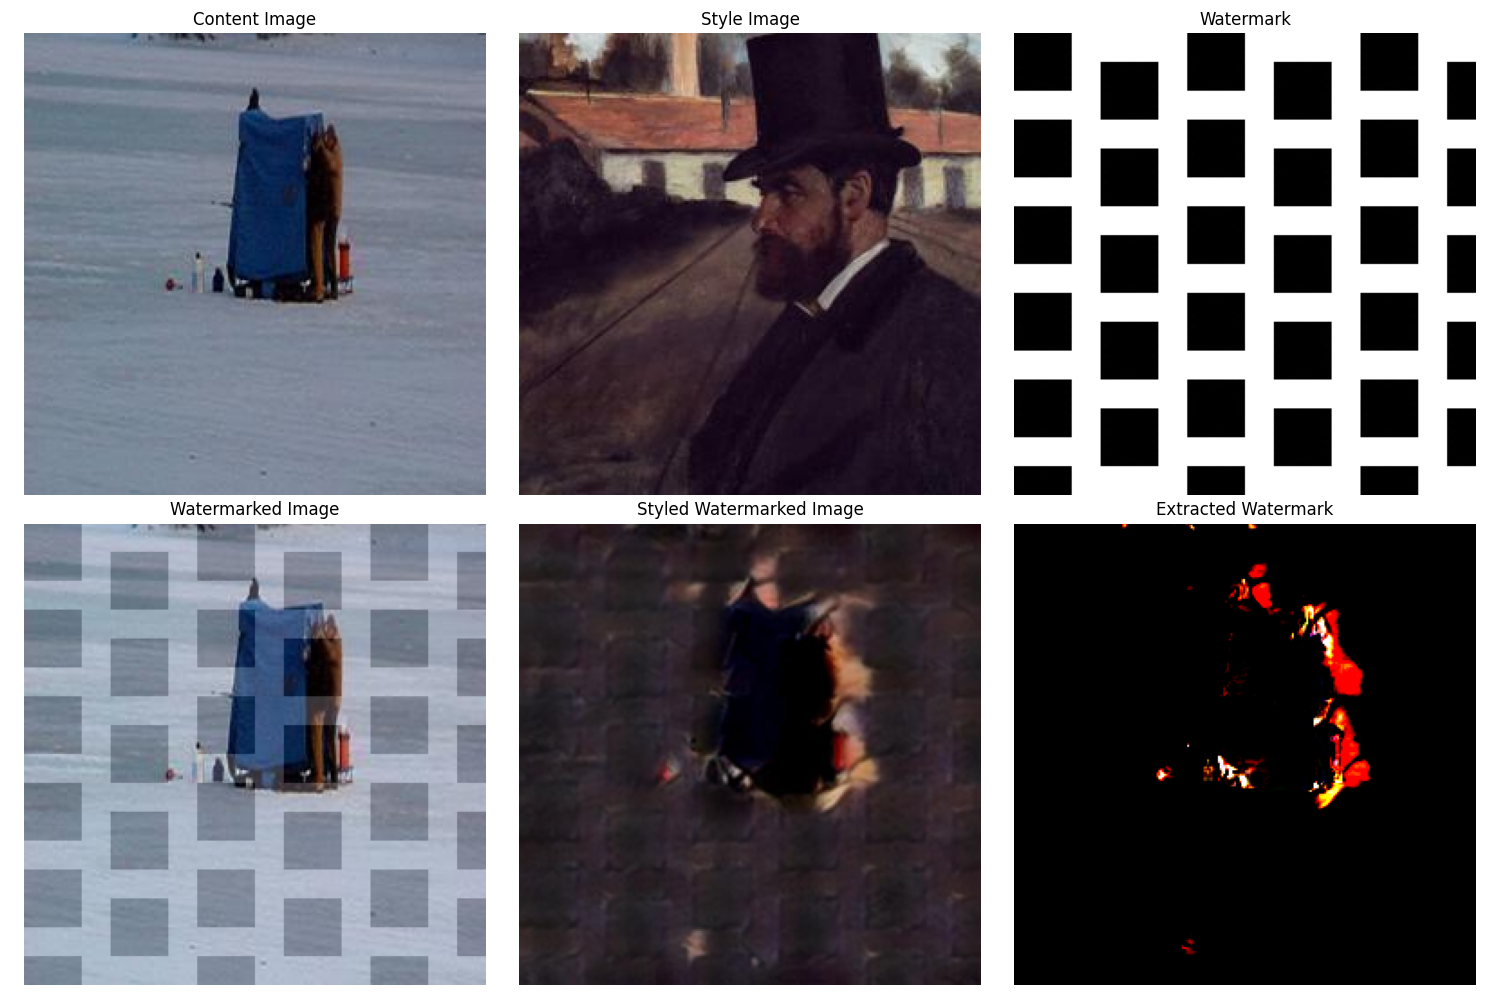 Content Image
Style Image
Watermark
Watermarked Image
Styled Watermarked Image
Extracted Watermark